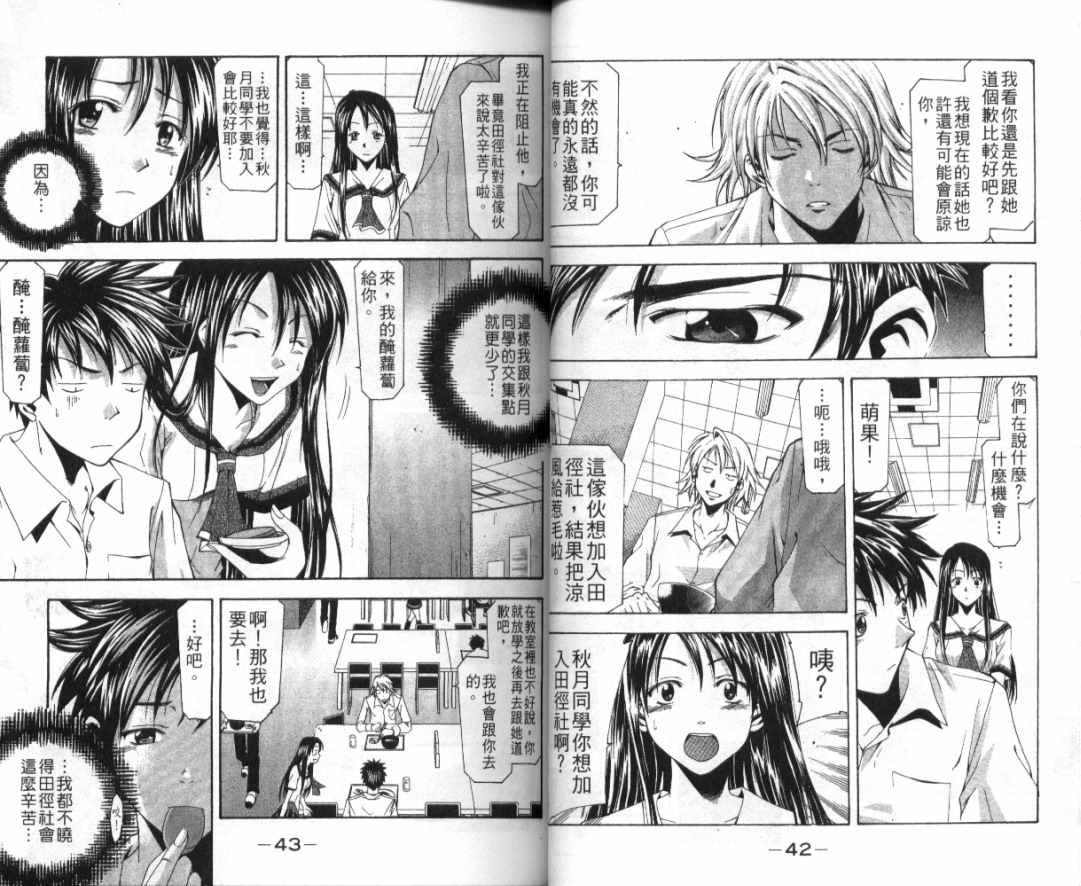 我看你還是先跟她
道個歉比較好吧？
我想現在的話她也
許還有可能會原諒
你，
不然的話，你可
能真的永遠都沒
有機會了。
……
你們在說什麼？
什麼機會…
萌果！
…呃…哦哦，
這傢伙想加入田
徑社，結果把涼
風給惹毛啦。
咦？
秋月同學你想加
入田徑社啊？
－42－
我正在阻止他，
畢竟田徑社對這傢伙
來說太辛苦了啦。
這…這樣啊…
…我也覺得…秋
月同學不要加入
會比較好耶…
因為…
這樣我跟秋月
同學的交集點
就更少了…
來，我的醃蘿蔔
給你。
醃…醃蘿蔔？
在教室裡也不好說，你
就放學之後再去跟她道
歉吧，
我也會跟你去
的。
啊！那我也
要去！
…好吧。
…我都不曉
得田徑社會
這麼辛苦…
－43－